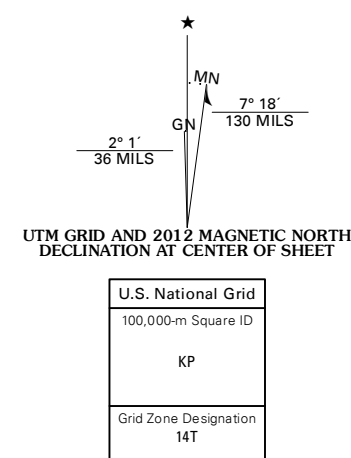 ★
MN
7° 18´
130 MILS
GN
2° 1´
36 MILS
UTM GRID AND 2012 MAGNETIC NORTH
DECLINATION AT CENTER OF SHEET
U.S. National Grid
100,000-m Square ID
KP
Grid Zone Designation
14T